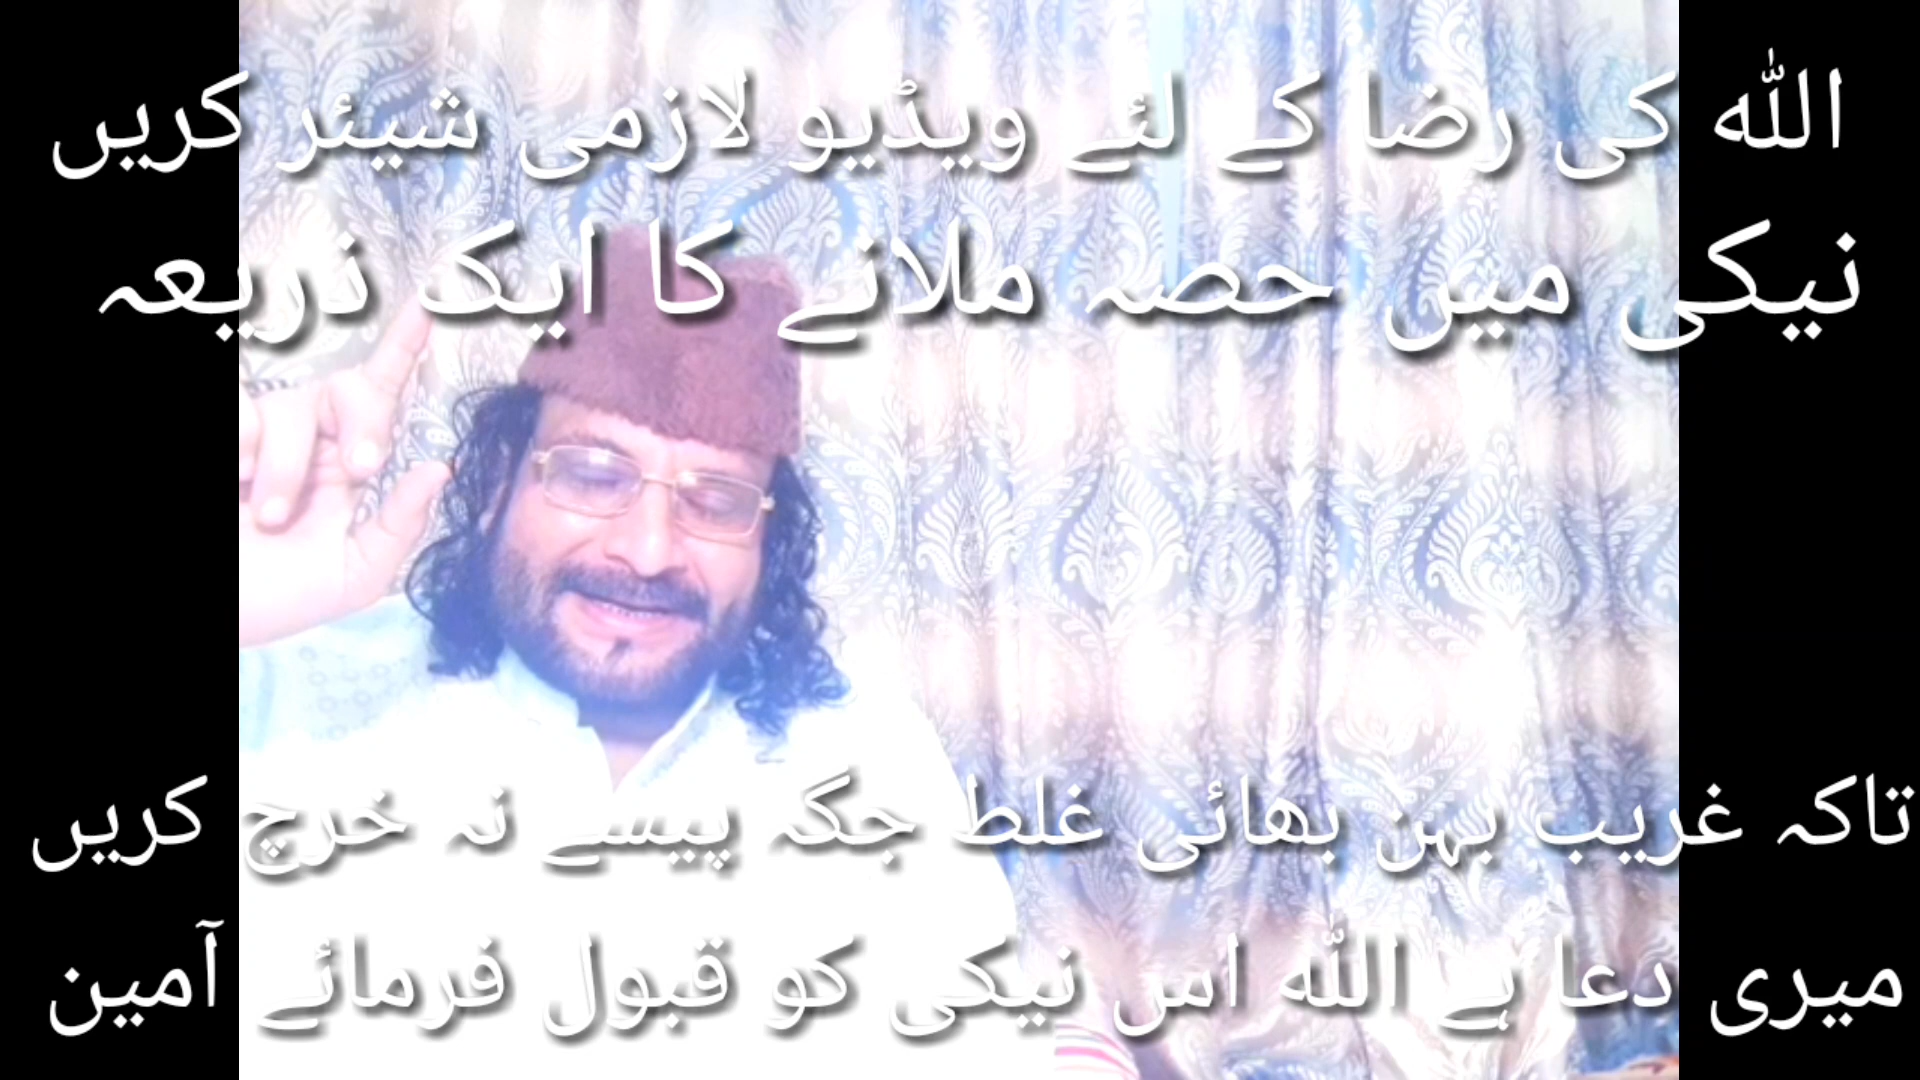 اللہ کی رضا کے لئے ویڈیو لازمی شیئر کریں
نیکی میں حصہ ملانے کا ایک ذریعہ
تاکہ غریب بہن بھائی غلط جگہ پیسے نہ خرچ کریں
میری دعا ہے اللہ اس نیکی کو قبول فرمائے آمین